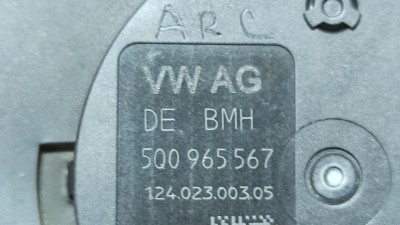 ARC
VW AG
DE BMH
5Q0 965 567
124.023.003.05